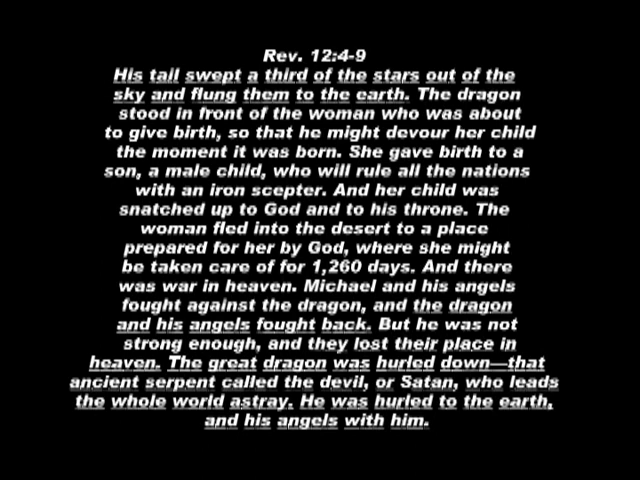 Rev. 12:4-9
His tail swept a third of the stars out of the
sky and flung them to the earth. The dragon
stood in front of the woman who was about
to give birth, so that he might devour her child
the moment it was born. She gave birth to a
son, a male child, who will rule all the nations
with an iron scepter. And her child was
snatched up to God and to his throne. The
woman fled into the desert to a place
prepared for her by God, where she might
be taken care of for 1,260 days. And there
was war in heaven. Michael and his angels
fought against the dragon, and the dragon
and his angels fought back. But he was not
strong enough, and they lost their place in
heaven. The great dragon was hurled down—that
ancient serpent called the devil, or Satan, who leads
the whole world astray. He was hurled to the earth,
and his angels with him.